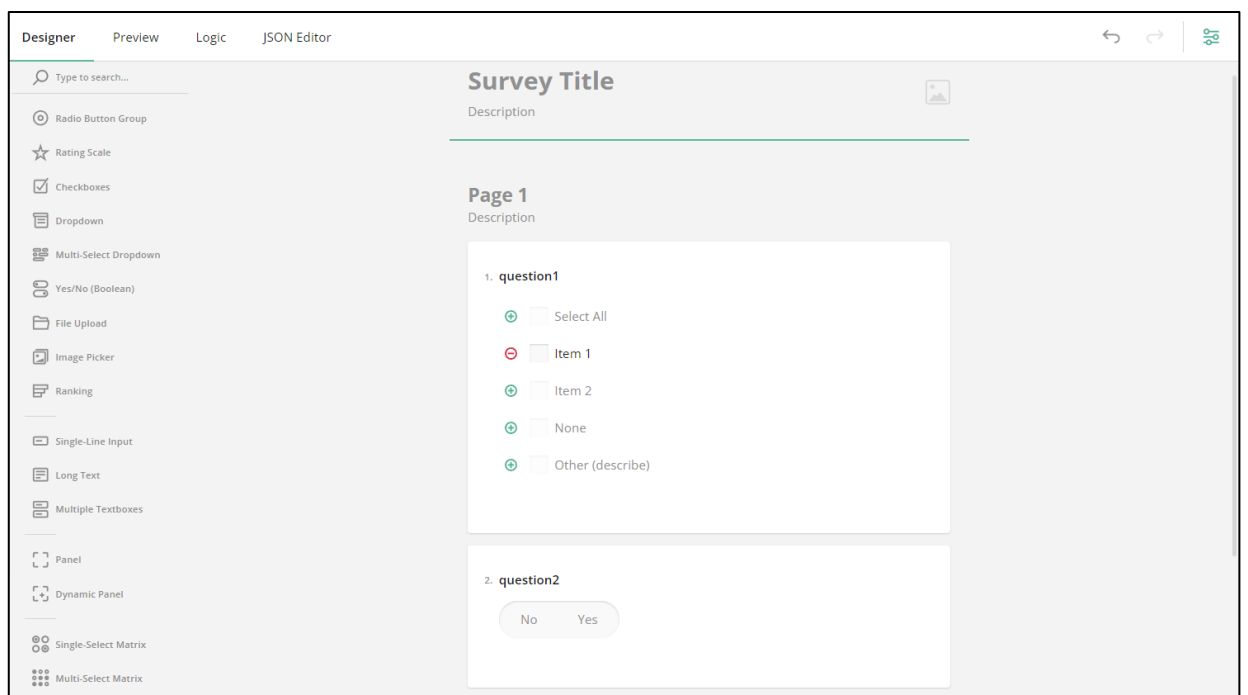 Designer Preview Logic JSON Editor
Type to search...
Radio Button Group
Rating Scale
Checkboxes
Dropdown
Multi-Select Dropdown
Yes/No (Boolean)
File Upload
Image Picker
Ranking
Single-Line Input
Long Text
Multiple Textboxes
Panel
Dynamic Panel
Single-Select Matrix
Multi-Select Matrix
Survey Title
Description
Page 1
Description
1. question1
Select All
Item 1
Item 2
None
Other (describe)
2. question2
No Yes